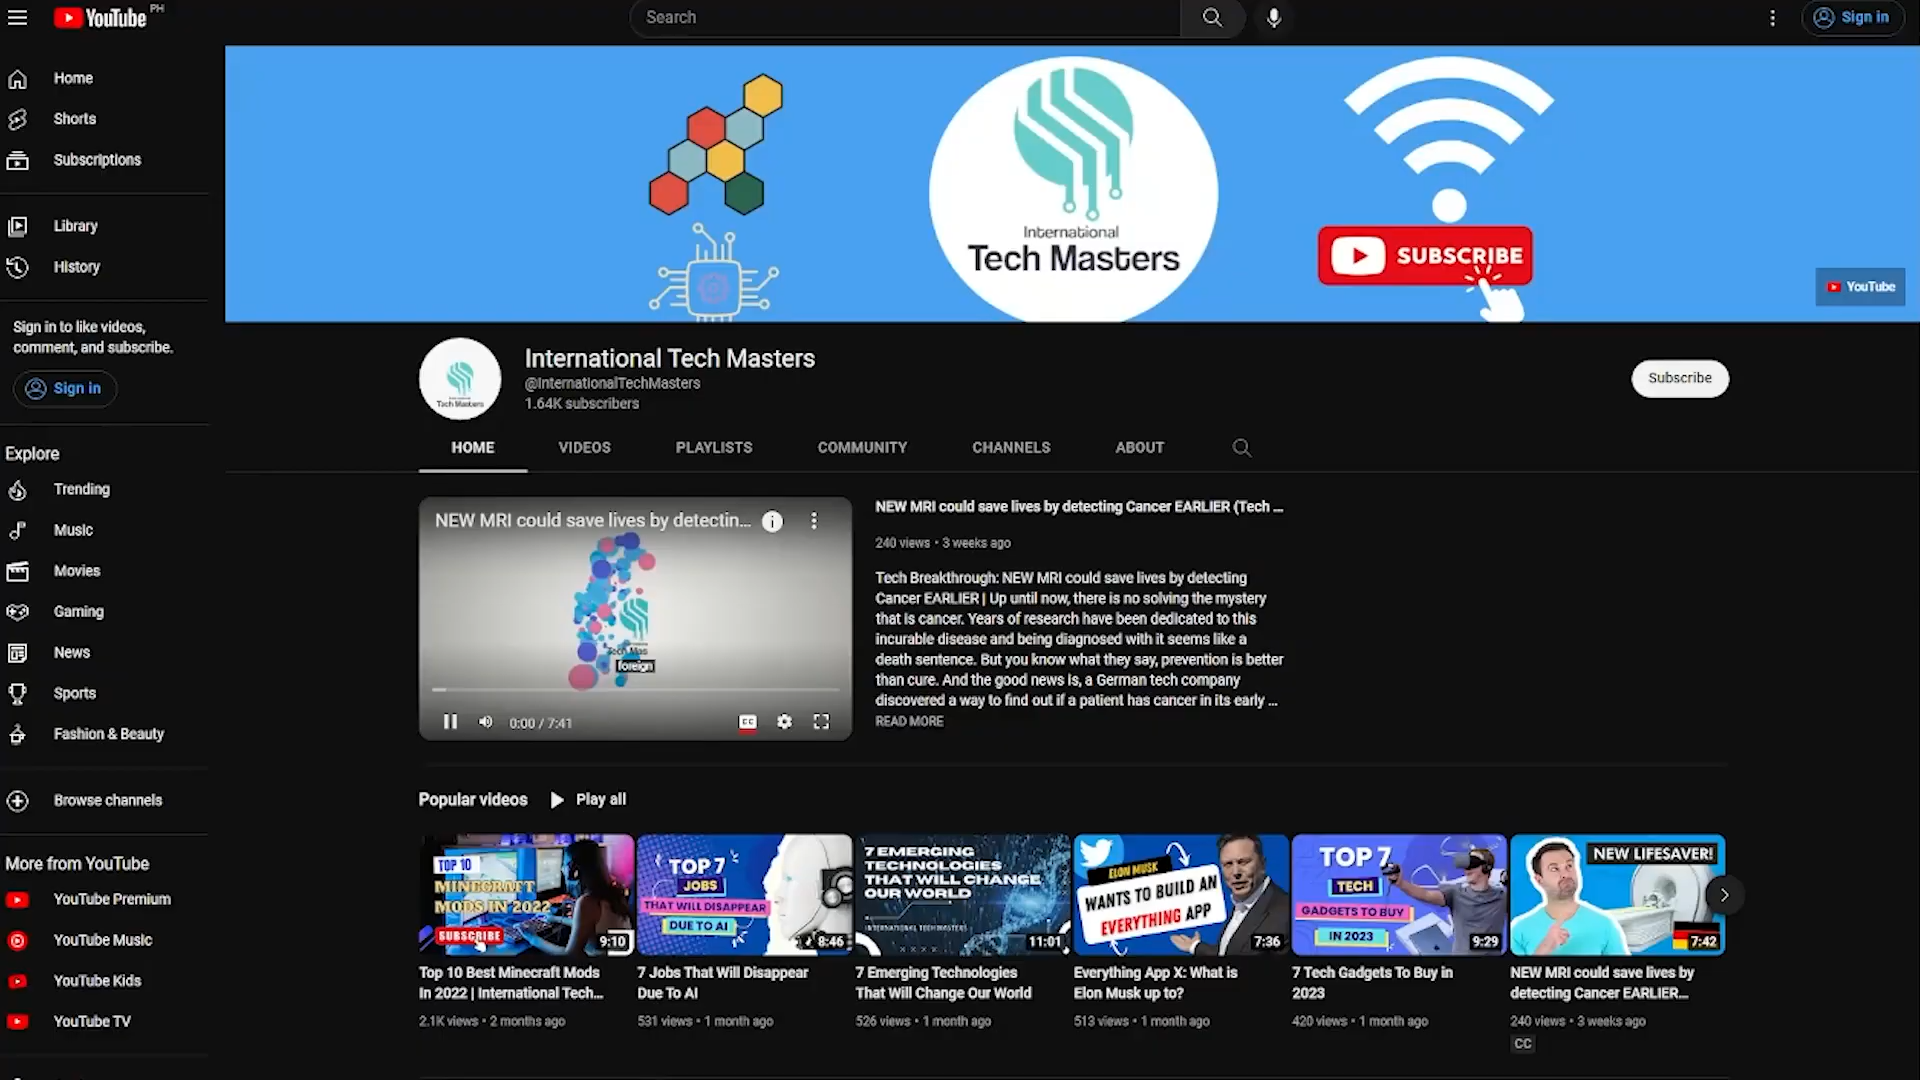 YouTube PH
Search
Sign in
Home
Shorts
Subscriptions
Library
History
Sign in to like videos,
comment, and subscribe.
Sign in
Explore
Trending
Music
Movies
Gaming
News
Sports
Fashion & Beauty
Browse channels
More from YouTube
YouTube Premium
YouTube Music
YouTube Kids
YouTube TV
International
Tech Masters
SUBSCRIBE
YouTube
Tech Masters
International Tech Masters
@InternationalTechMasters
1.64K subscribers
Subscribe
HOME
VIDEOS
PLAYLISTS
COMMUNITY
CHANNELS
ABOUT
NEW MRI could save lives by detectin...
Tech Mas
foreign
0:00 / 7:41
CC
NEW MRI could save lives by detecting Cancer EARLIER (Tech ...
240 views • 3 weeks ago
Tech Breakthrough: NEW MRI could save lives by detecting
Cancer EARLIER | Up until now, there is no solving the mystery
that is cancer. Years of research have been dedicated to this
incurable disease and being diagnosed with it seems like a
death sentence. But you know what they say, prevention is better
than cure. And the good news is, a German tech company
discovered a way to find out if a patient has cancer in its early ...
READ MORE
Popular videos
Play all
TOP 10
MINECRAFT
MODS IN 2022
SUBSCRIBE
9:10
Top 10 Best Minecraft Mods
In 2022 | International Tech...
2.1K views • 2 months ago
TOP 7
JOBS
THAT WILL DISAPPEAR
DUE TO AI
8:46
7 Jobs That Will Disappear
Due To AI
531 views • 1 month ago
7 EMERGING
TECHNOLOGIES
THAT WILL CHANGE
OUR WORLD
INTERNATIONAL TECH MASTERS
11:01
7 Emerging Technologies
That Will Change Our World
526 views • 1 month ago
ELON MUSK
WANTS TO BUILD AN
EVERYTHING APP
7:36
Everything App X: What is
Elon Musk up to?
513 views • 1 month ago
TOP 7
TECH
GADGETS TO BUY
IN 2023
9:29
7 Tech Gadgets To Buy in
2023
420 views • 1 month ago
NEW LIFESAVER!
7:42
NEW MRI could save lives by
detecting Cancer EARLIER...
240 views • 3 weeks ago
CC